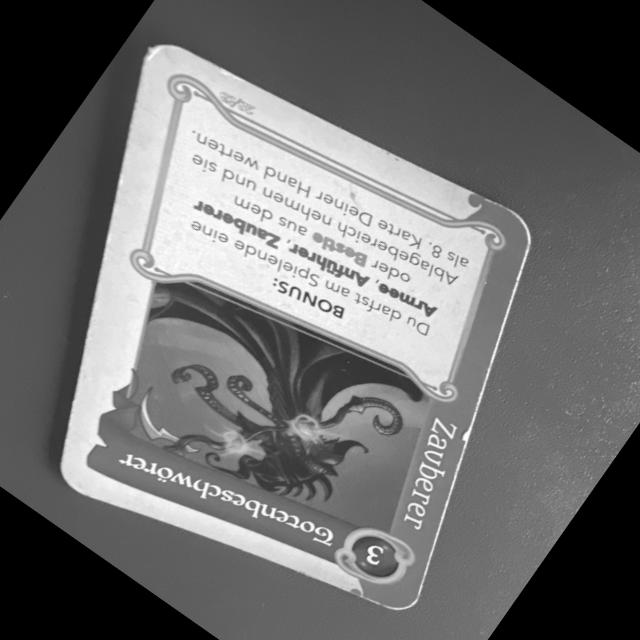 3
Totenbeschwörer
Zauberer
BONUS:
Du darfst am Spielende eine
Armee, Anführer, Zauberer
oder Bestie aus dem
Ablagebereich nehmen und sie
als 8. Karte Deiner Hand werten.